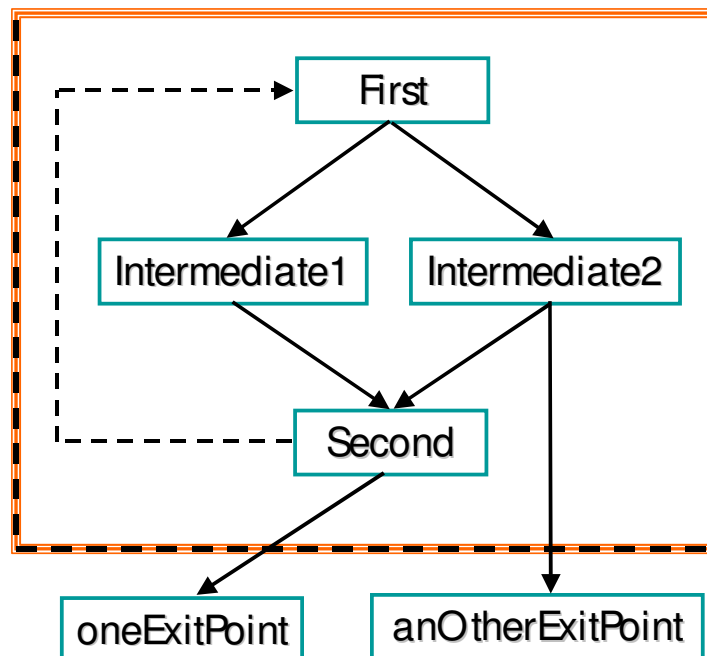 First
Intermediate1
Intermediate2
Second
oneExitPoint
anOtherExitPoint